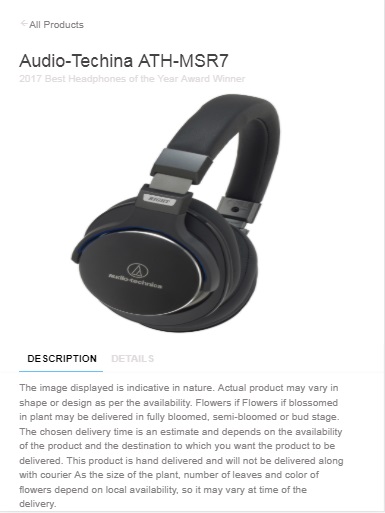 ←All Products
Audio-Techina ATH-MSR7
2017 Best Headphones of the Year Award Winner
audio-technica
DESCRIPTION DETAILS
The image displayed is indicative in nature. Actual product may vary in
shape or design as per the availability. Flowers if Flowers if blossomed
in plant may be delivered in fully bloomed, semi-bloomed or bud stage.
The chosen delivery time is an estimate and depends on the availability
of the product and the destination to which you want the product to be
delivered. This product is hand delivered and will not be delivered along
with courier As the size of the plant, number of leaves and color of
flowers depend on local availability, so it may vary at time of the
delivery.